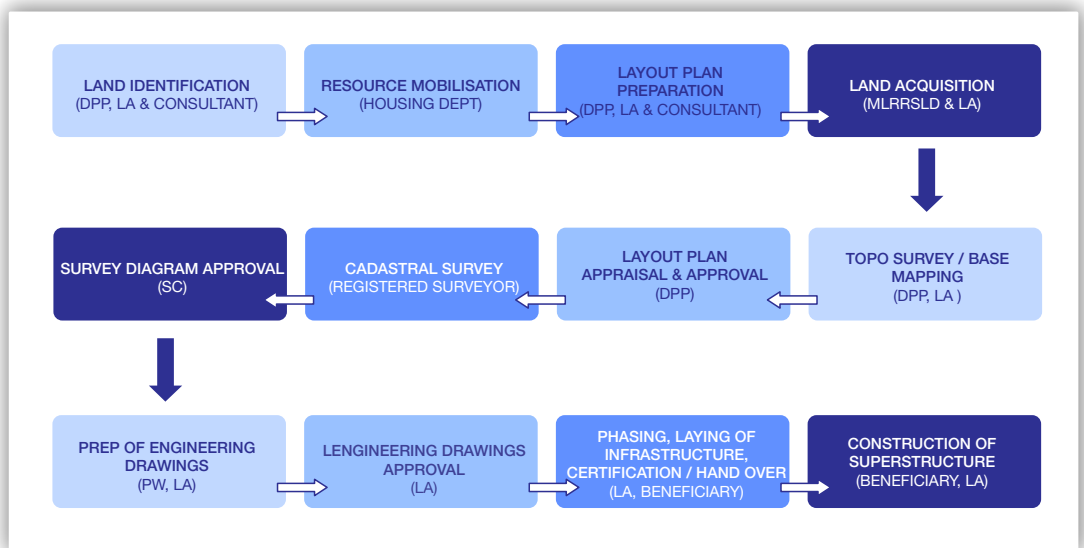 LAND IDENTIFICATION
(DPP, LA & CONSULTANT)
RESOURCE MOBILISATION
(HOUSING DEPT)
LAYOUT PLAN
PREPARATION
(DPP, LA & CONSULTANT)
LAND ACQUISITION
(MLRRSLD & LA)
SURVEY DIAGRAM APPROVAL
(SC)
CADASTRAL SURVEY
(REGISTERED SURVEYOR)
LAYOUT PLAN
APPRAISAL & APPROVAL
(DPP)
TOPO SURVEY / BASE
MAPPING
(DPP, LA )
PREP OF ENGINEERING
DRAWINGS
(PW, LA)
LENGINEERING DRAWINGS
APPROVAL
(LA)
PHASING, LAYING OF
INFRASTRUCTURE,
CERTIFICATION / HAND OVER
(LA, BENEFICIARY)
CONSTRUCTION OF
SUPERSTRUCTURE
(BENEFICIARY, LA)